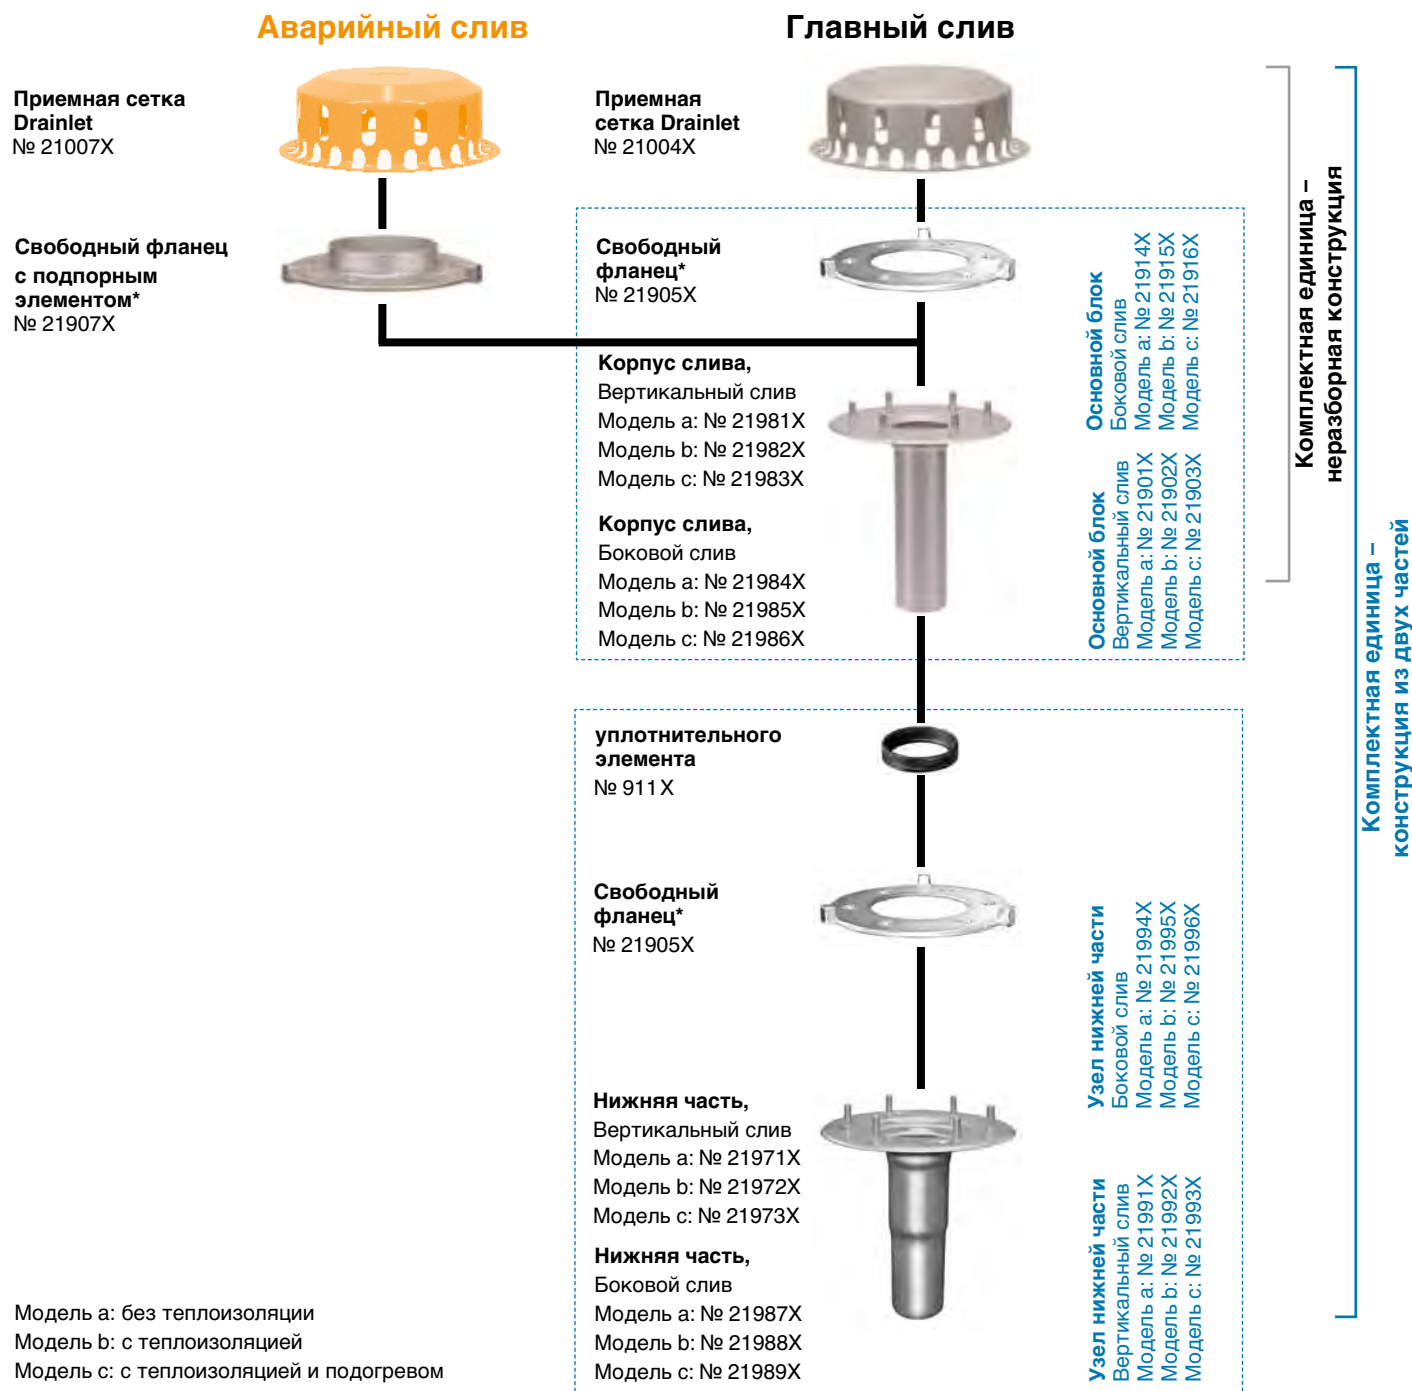 Аварийный слив
Главный слив
Приемная сетка
Drainlet
№ 21007X
Приемная
сетка Drainlet
№ 21004X
Свободный фланец
с подпорным
элементом*
№ 21907X
Свободный
фланец*
№ 21905X
Корпус слива,
Вертикальный слив
Модель a: № 21981X
Модель b: № 21982X
Модель c: № 21983X
Корпус слива,
Боковой слив
Модель a: № 21984X
Модель b: № 21985X
Модель c: № 21986X
Основной блок
Боковой слив
Модель a: № 21914X
Модель b: № 21915X
Модель c: № 21916X
Основной блок
Вертикальный слив
Модель a: № 21901X
Модель b: № 21902X
Модель c: № 21903X
Комплектная единица –
неразборная конструкция
Комплектная единица –
конструкция из двух частей
уплотнительного
элемента
№ 911X
Свободный
фланец*
№ 21905X
Нижняя часть,
Вертикальный слив
Модель a: № 21971X
Модель b: № 21972X
Модель c: № 21973X
Нижняя часть,
Боковой слив
Модель a: № 21987X
Модель b: № 21988X
Модель c: № 21989X
Узел нижней части
Боковой слив
Модель a: № 21994X
Модель b: № 21995X
Модель c: № 21996X
Узел нижней части
Вертикальный слив
Модель a: № 21991X
Модель b: № 21992X
Модель c: № 21993X
Модель a: без теплоизоляции
Модель b: с теплоизоляцией
Модель c: с теплоизоляцией и подогревом